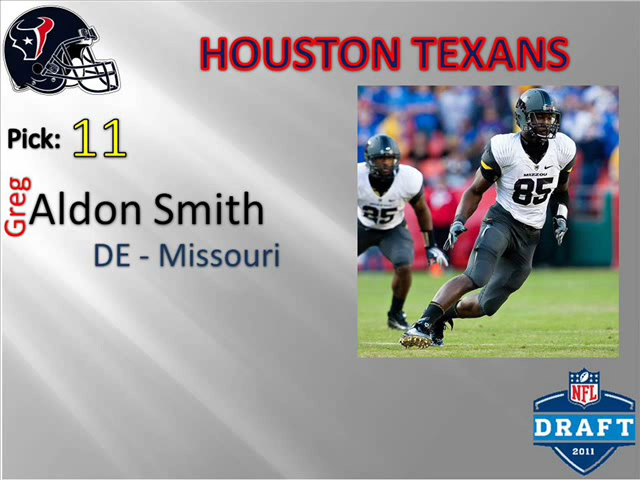 HOUSTON TEXANS
Pick: 11
Greg
Aldon Smith
DE - Missouri
MIZZOU
85
85
NFL
DRAFT
2011